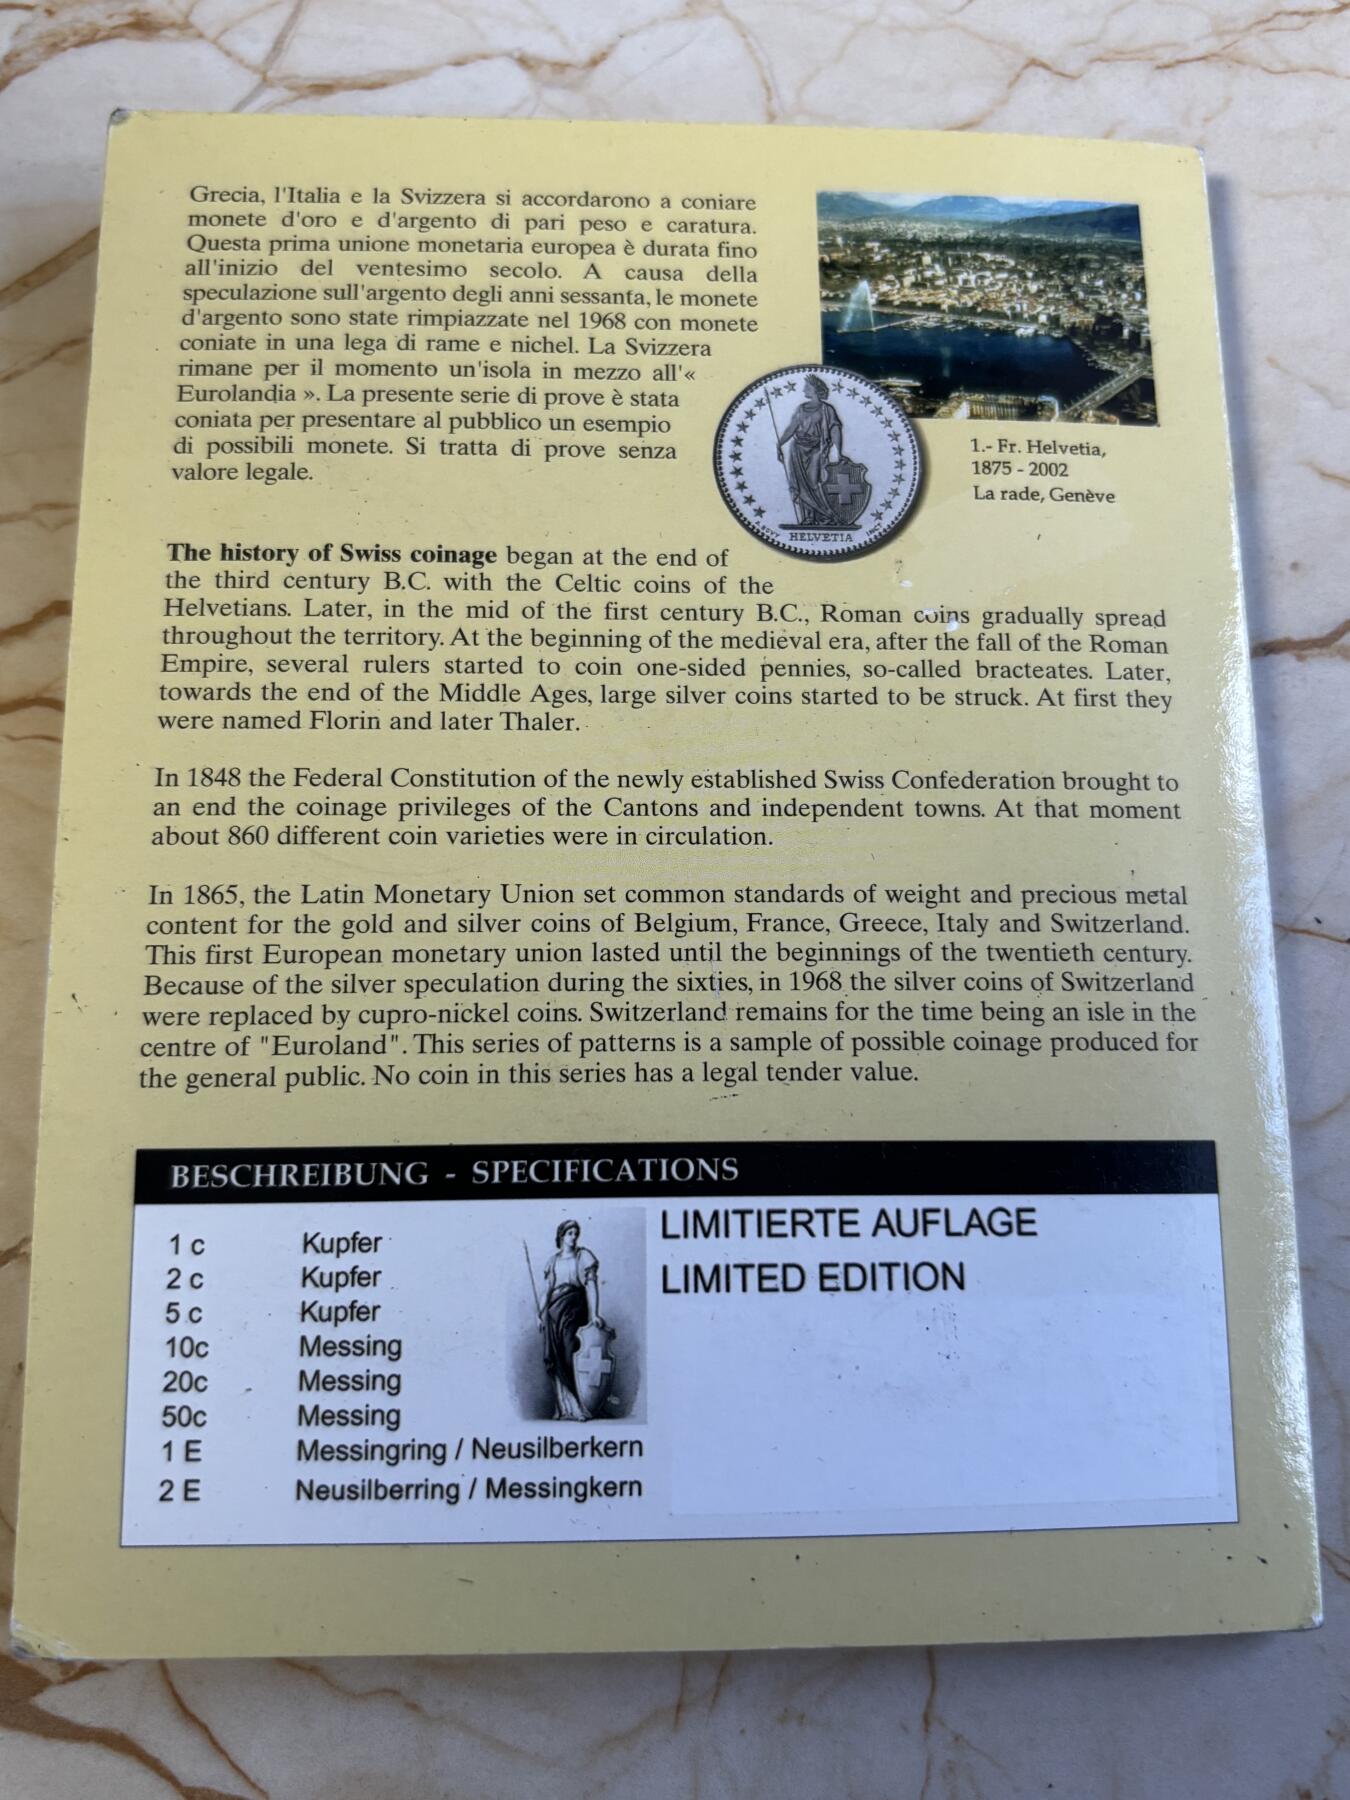 Grecia, l'Italia e la Svizzera si accordarono a coniare
monete d'oro e d'argento di pari peso e caratura.
Questa prima unione monetaria europea è durata fino
all'inizio del ventesimo secolo. A causa della
speculazione sull'argento degli anni sessanta, le monete
d'argento sono state rimpiazzate nel 1968 con monete
coniate in una lega di rame e nichel. La Svizzera
rimane per il momento un'isola in mezzo all'«
Eurolandia ». La presente serie di prove è stata
coniata per presentare al pubblico un esempio
di possibili monete. Si tratta di prove senza
valore legale.
HELVETIA
1.- Fr. Helvetia,
1875 - 2002
La rade, Genève
The history of Swiss coinage began at the end of
the third century B.C. with the Celtic coins of the
Helvetians. Later, in the mid of the first century B.C., Roman coins gradually spread
throughout the territory. At the beginning of the medieval era, after the fall of the Roman
Empire, several rulers started to coin one-sided pennies, so-called bracteates. Later,
towards the end of the Middle Ages, large silver coins started to be struck. At first they
were named Florin and later Thaler.
In 1848 the Federal Constitution of the newly established Swiss Confederation brought to
an end the coinage privileges of the Cantons and independent towns. At that moment
about 860 different coin varieties were in circulation.
In 1865, the Latin Monetary Union set common standards of weight and precious metal
content for the gold and silver coins of Belgium, France, Greece, Italy and Switzerland.
This first European monetary union lasted until the beginnings of the twentieth century.
Because of the silver speculation during the sixties, in 1968 the silver coins of Switzerland
were replaced by cupro-nickel coins. Switzerland remains for the time being an isle in the
centre of "Euroland". This series of patterns is a sample of possible coinage produced for
the general public. No coin in this series has a legal tender value.
BESCHREIBUNG - SPECIFICATIONS
1 c Kupfer
2 c Kupfer
5 c Kupfer
10c Messing
20c Messing
50c Messing
1 E Messingring / Neusilberkern
2 E Neusilberring / Messingkern
LIMITIERTE AUFLAGE
LIMITED EDITION